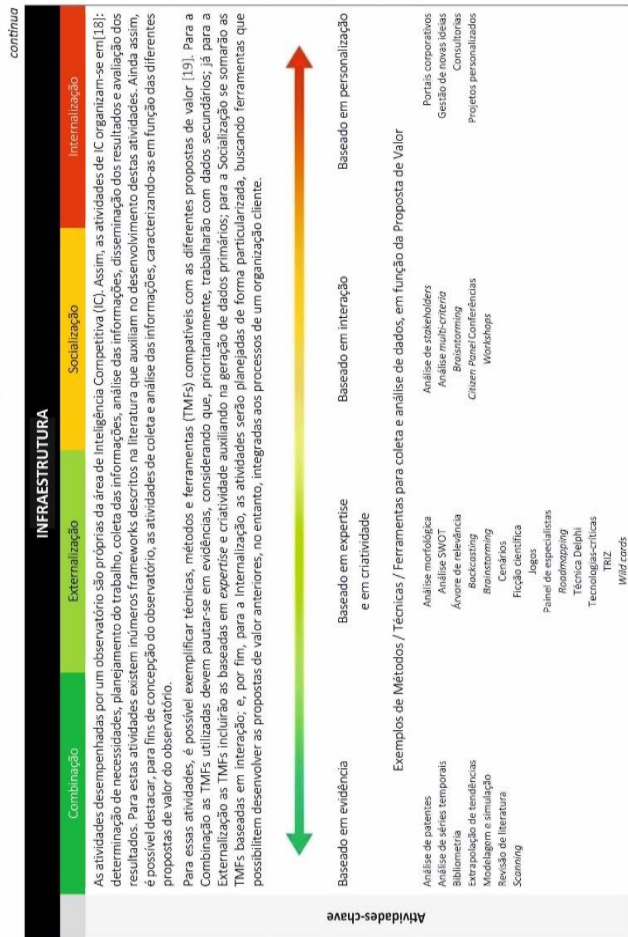 continua
INFRAESTRUTURA
Combinação
Externalização
Socialização
Internalização
As atividades desempenhadas por um observatório são próprias da área de Inteligência Competitiva (IC). Assim, as atividades de IC organizam-se em[18]:
determinação de necessidades, planejamento do trabalho, coleta das informações, análise das informações, disseminação dos resultados e avaliação dos
resultados. Para estas atividades existem inúmeros frameworks descritos na literatura que auxiliam no desenvolvimento destas atividades. Ainda assim,
é possível destacar, para fins de concepção do observatório, as atividades de coleta e análise das informações, caracterizando-as em função das diferentes
propostas de valor do observatório.
Para essas atividades, é possível exemplificar técnicas, métodos e ferramentas (TMFs) compatíveis com as diferentes propostas de valor [19]. Para a
Combinação as TMFs utilizadas devem pautar-se em evidências, considerando que, prioritariamente, trabalharão com dados secundários; já para a
Externalização as TMFs incluirão as baseadas em expertise e criatividade auxiliando na geração de dados primários; para a Socialização se somarão as
TMFs baseadas em interação; e, por fim, para a Internalização, as atividades serão planejadas de forma particularizada, buscando ferramentas que
possibilitem desenvolver as propostas de valor anteriores, no entanto, integradas aos processos de um organização cliente.
Baseado em evidência
Baseado em expertise
e em criatividade
Baseado em interação
Baseado em personalização
Exemplos de Métodos / Técnicas / Ferramentas para coleta e análise de dados, em função da Proposta de Valor
Análise de patentes
Análise de séries temporais
Bibliometria
Extrapolação de tendências
Modelagem e simulação
Revisão de literatura
Scanning
Análise morfológica
Análise SWOT
Árvore de relevância
Backcasting
Brainstorming
Cenários
Ficção científica
Jogos
Painel de especialistas
Roadmapping
Técnica Delphi
Tecnologias-críticas
TRIZ
Wild cards
Análise de stakeholders
Análise multi-criteria
Braisntorming
Citizen Panel Conferências
Workshops
Portais corporativos
Gestão de novas ideias
Consultorias
Projetos personalizados
Atividades-chave